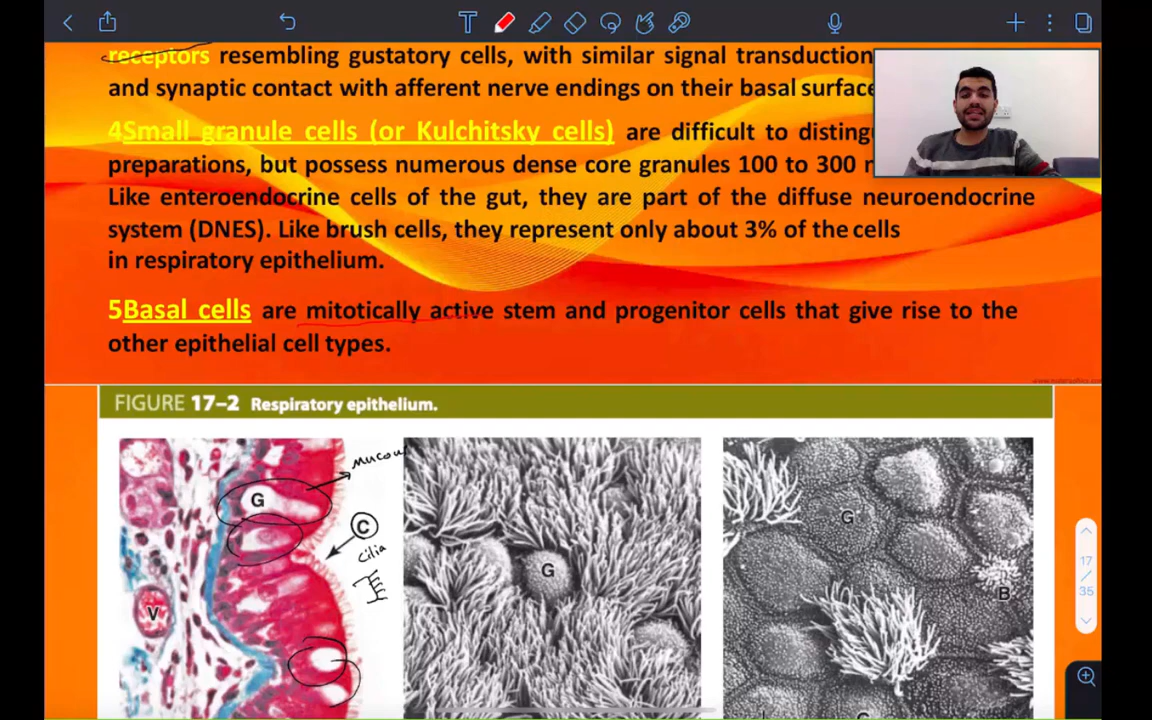 receptors resembling gustatory cells, with similar signal transduction
and synaptic contact with afferent nerve endings on their basal surface
4Small granule cells (or Kulchitsky cells) are difficult to
preparations, but possess numerous dense core granules 100 to 300
Like enteroendocrine cells of the gut, they are part of the diffuse neuroendocrine
system (DNES). Like brush cells, they represent only about 3% of the cells
in respiratory epithelium.
5Basal cells are mitotically active stem and progenitor cells that give rise to the
other epithelial cell types.
FIGURE 17–2 Respiratory epithelium.
G
C
cilia
V
G
G
B
17
/
35